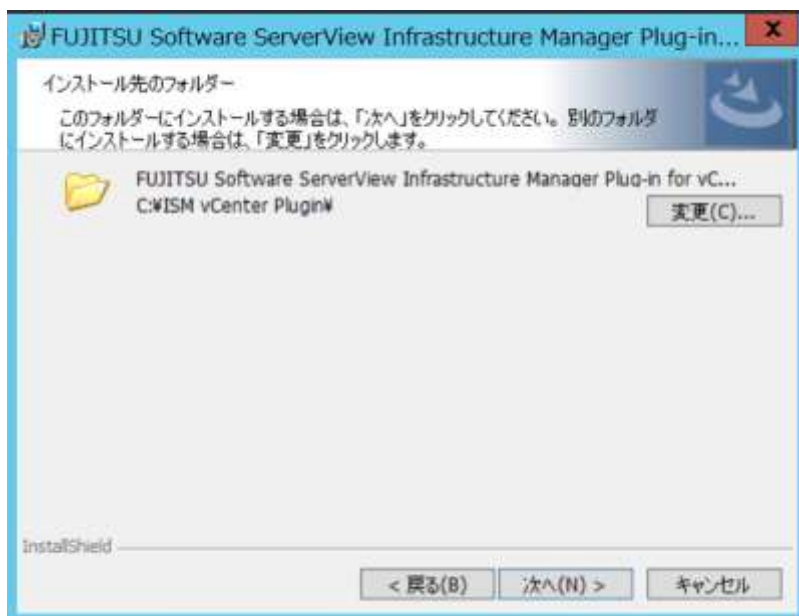 FUJITSU Software ServerView Infrastructure Manager Plug-in...
インストール先のフォルダー
このフォルダーにインストールする場合は、「次へ」をクリックしてください。別のフォルダ
にインストールする場合は、「変更」をクリックします。
FUJITSU Software ServerView Infrastructure Manager Plug-in for vC...
C:¥ISM vCenter Plugin¥
変更(C)...
InstallShield
< 戻る(B)
次へ(N) >
キャンセル